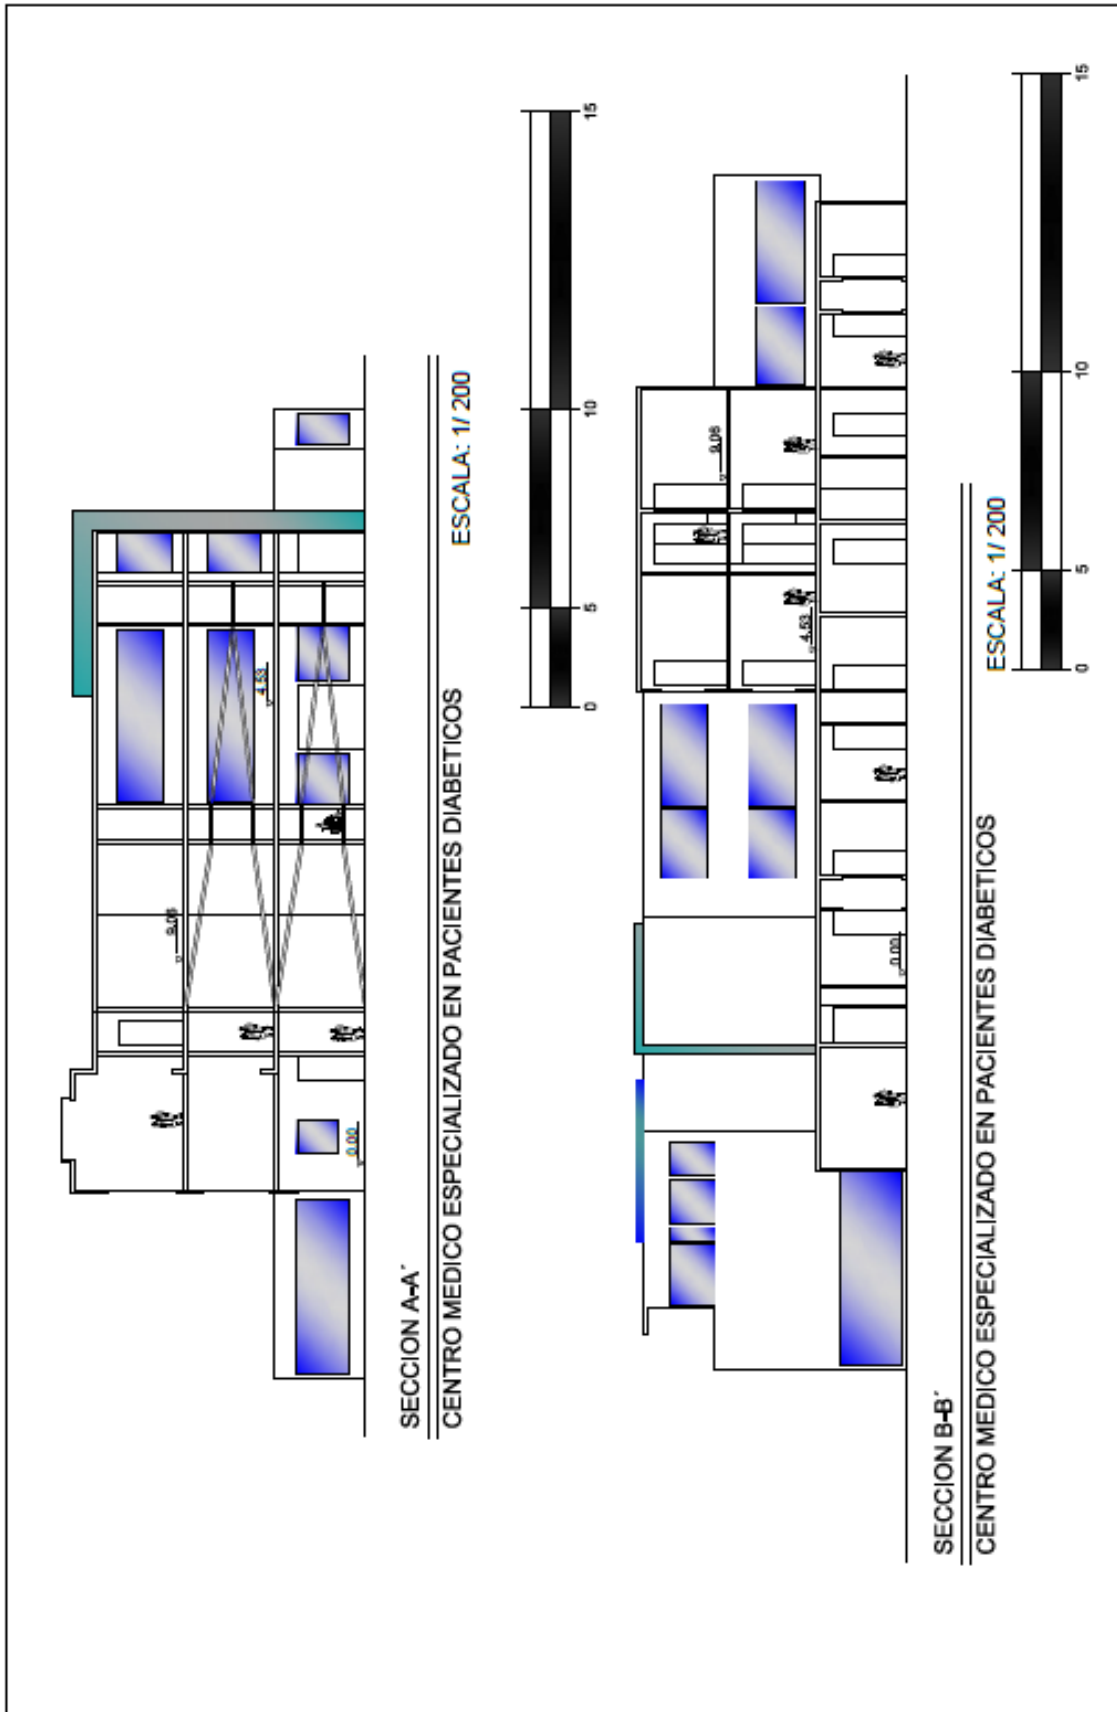 9.06
4.53
0.00
SECCION A-A´
CENTRO MEDICO ESPECIALIZADO EN PACIENTES DIABETICOS
ESCALA: 1/ 200
0 5 10 15
9.06
4.53
0.00
SECCION B-B´
CENTRO MEDICO ESPECIALIZADO EN PACIENTES DIABETICOS
ESCALA: 1/ 200
0 5 10 15